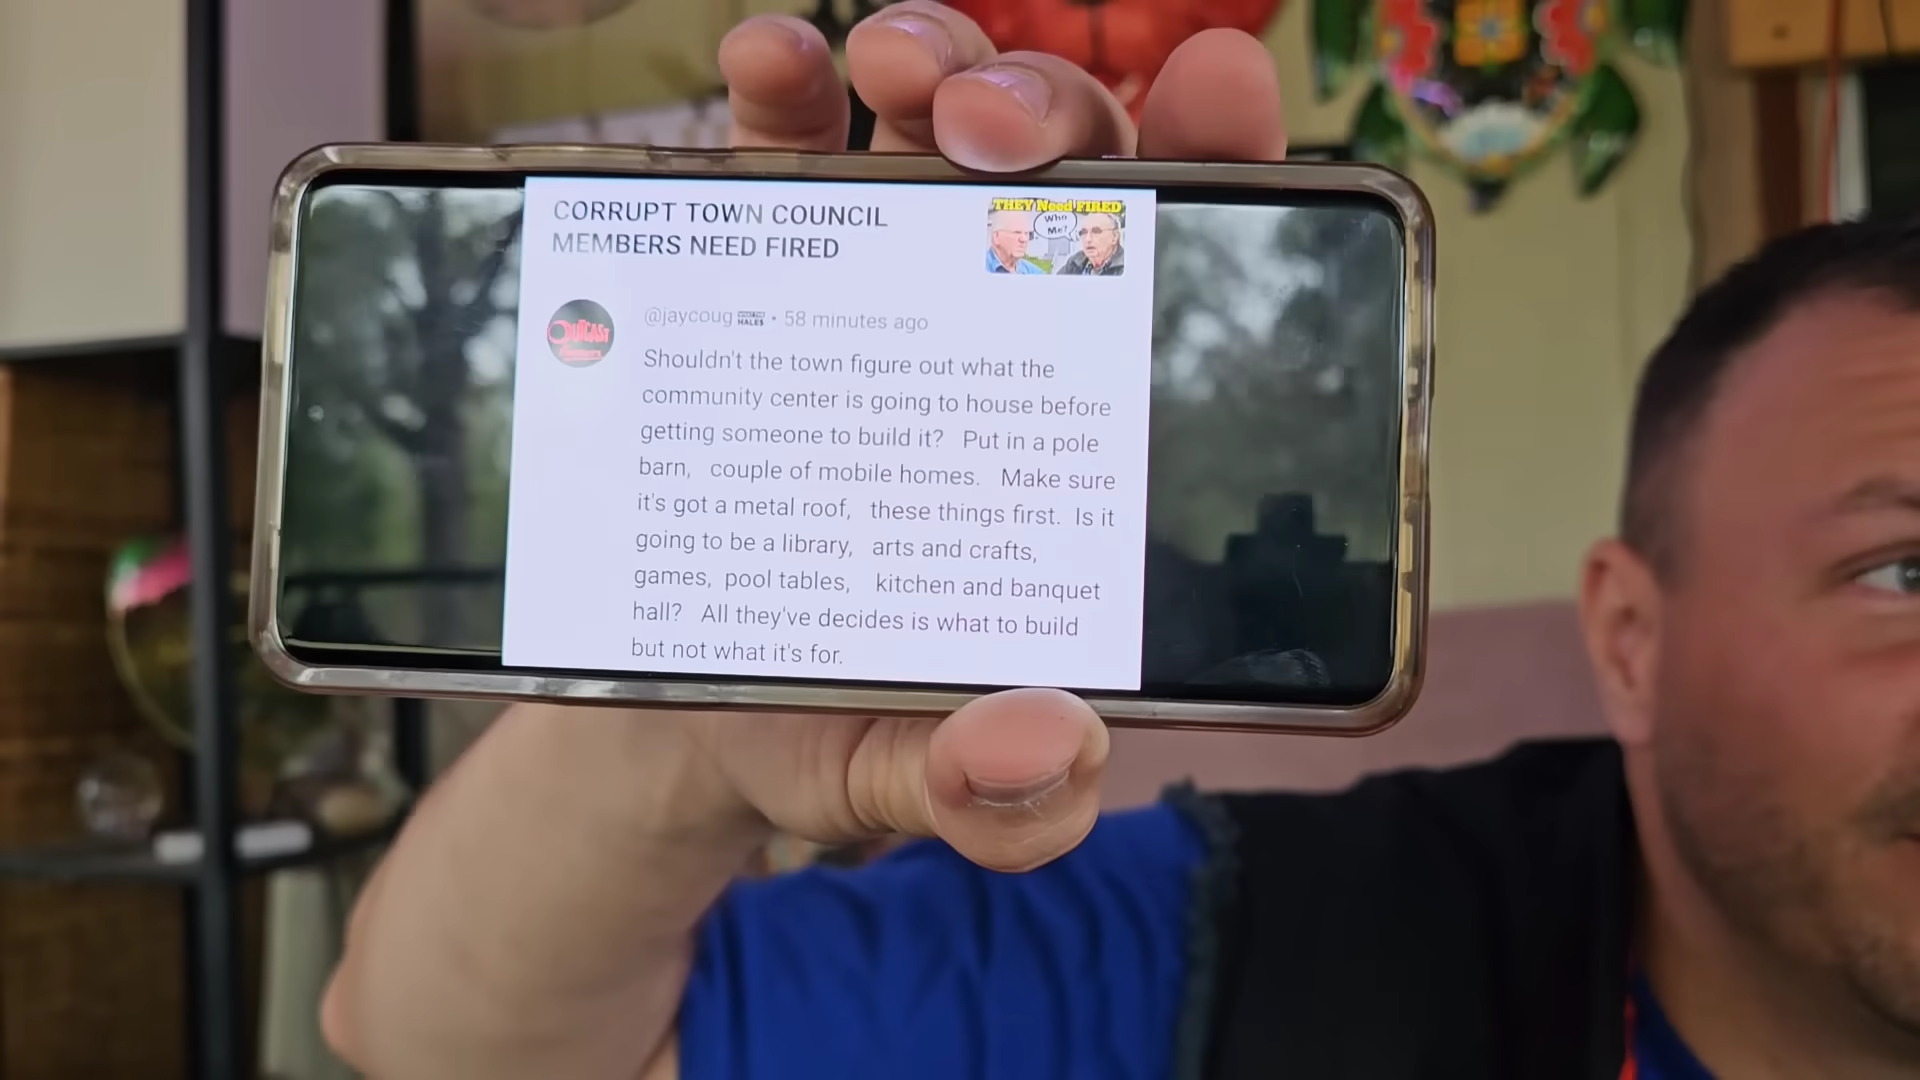 CORRUPT TOWN COUNCIL
MEMBERS NEED FIRED
THEY Need FIRED
Who
Me?
OUTCAST
@jaycoug HALES • 58 minutes ago
Shouldn't the town figure out what the
community center is going to house before
getting someone to build it? Put in a pole
barn, couple of mobile homes. Make sure
it's got a metal roof, these things first. Is it
going to be a library, arts and crafts,
games, pool tables, kitchen and banquet
hall? All they've decides is what to build
but not what it's for.